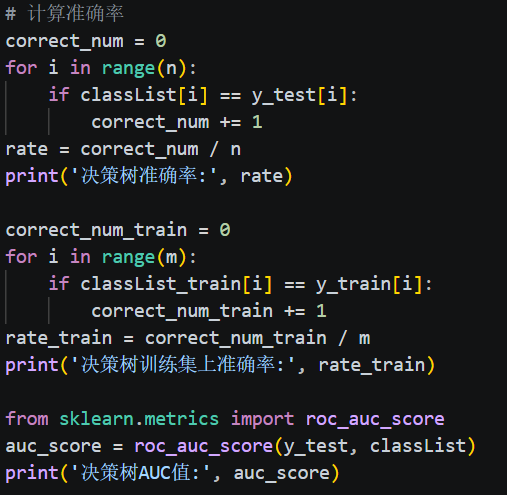 # 计算准确率
correct_num = 0
for i in range(n):
    if classList[i] == y_test[i]:
        correct_num += 1
rate = correct_num / n
print('决策树准确率:', rate)

correct_num_train = 0
for i in range(m):
    if classList_train[i] == y_train[i]:
        correct_num_train += 1
rate_train = correct_num_train / m
print('决策树训练集上准确率:', rate_train)

from sklearn.metrics import roc_auc_score
auc_score = roc_auc_score(y_test, classList)
print('决策树AUC值:', auc_score)